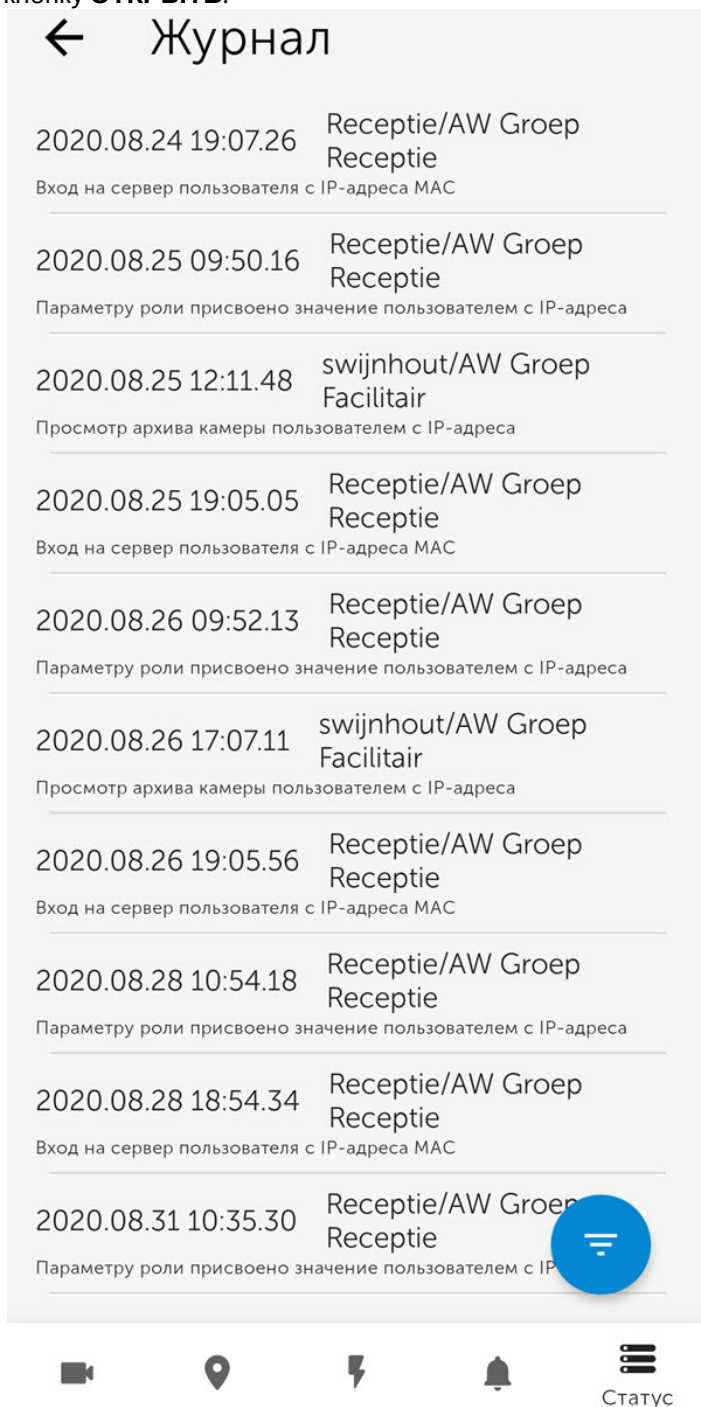 кнопку ОТКРЫТЬ.
Журнал
2020.08.24 19:07.26
Receptie/AW Groep
Receptie
Вход на сервер пользователя с IP-адреса MAC
2020.08.25 09:50.16
Receptie/AW Groep
Receptie
Параметру роли присвоено значение пользователем с IP-адреса
2020.08.25 12:11.48
swijnhout/AW Groep
Facilitair
Просмотр архива камеры пользователем с IP-адреса
2020.08.25 19:05.05
Receptie/AW Groep
Receptie
Вход на сервер пользователя с IP-адреса MAC
2020.08.26 09:52.13
Receptie/AW Groep
Receptie
Параметру роли присвоено значение пользователем с IP-адреса
2020.08.26 17:07.11
swijnhout/AW Groep
Facilitair
Просмотр архива камеры пользователем с IP-адреса
2020.08.26 19:05.56
Receptie/AW Groep
Receptie
Вход на сервер пользователя с IP-адреса MAC
2020.08.28 10:54.18
Receptie/AW Groep
Receptie
Параметру роли присвоено значение пользователем с IP-адреса
2020.08.28 18:54.34
Receptie/AW Groep
Receptie
Вход на сервер пользователя с IP-адреса MAC
2020.08.31 10:35.30
Receptie/AW Groep
Receptie
Параметру роли присвоено значение пользователем с IP
Статус